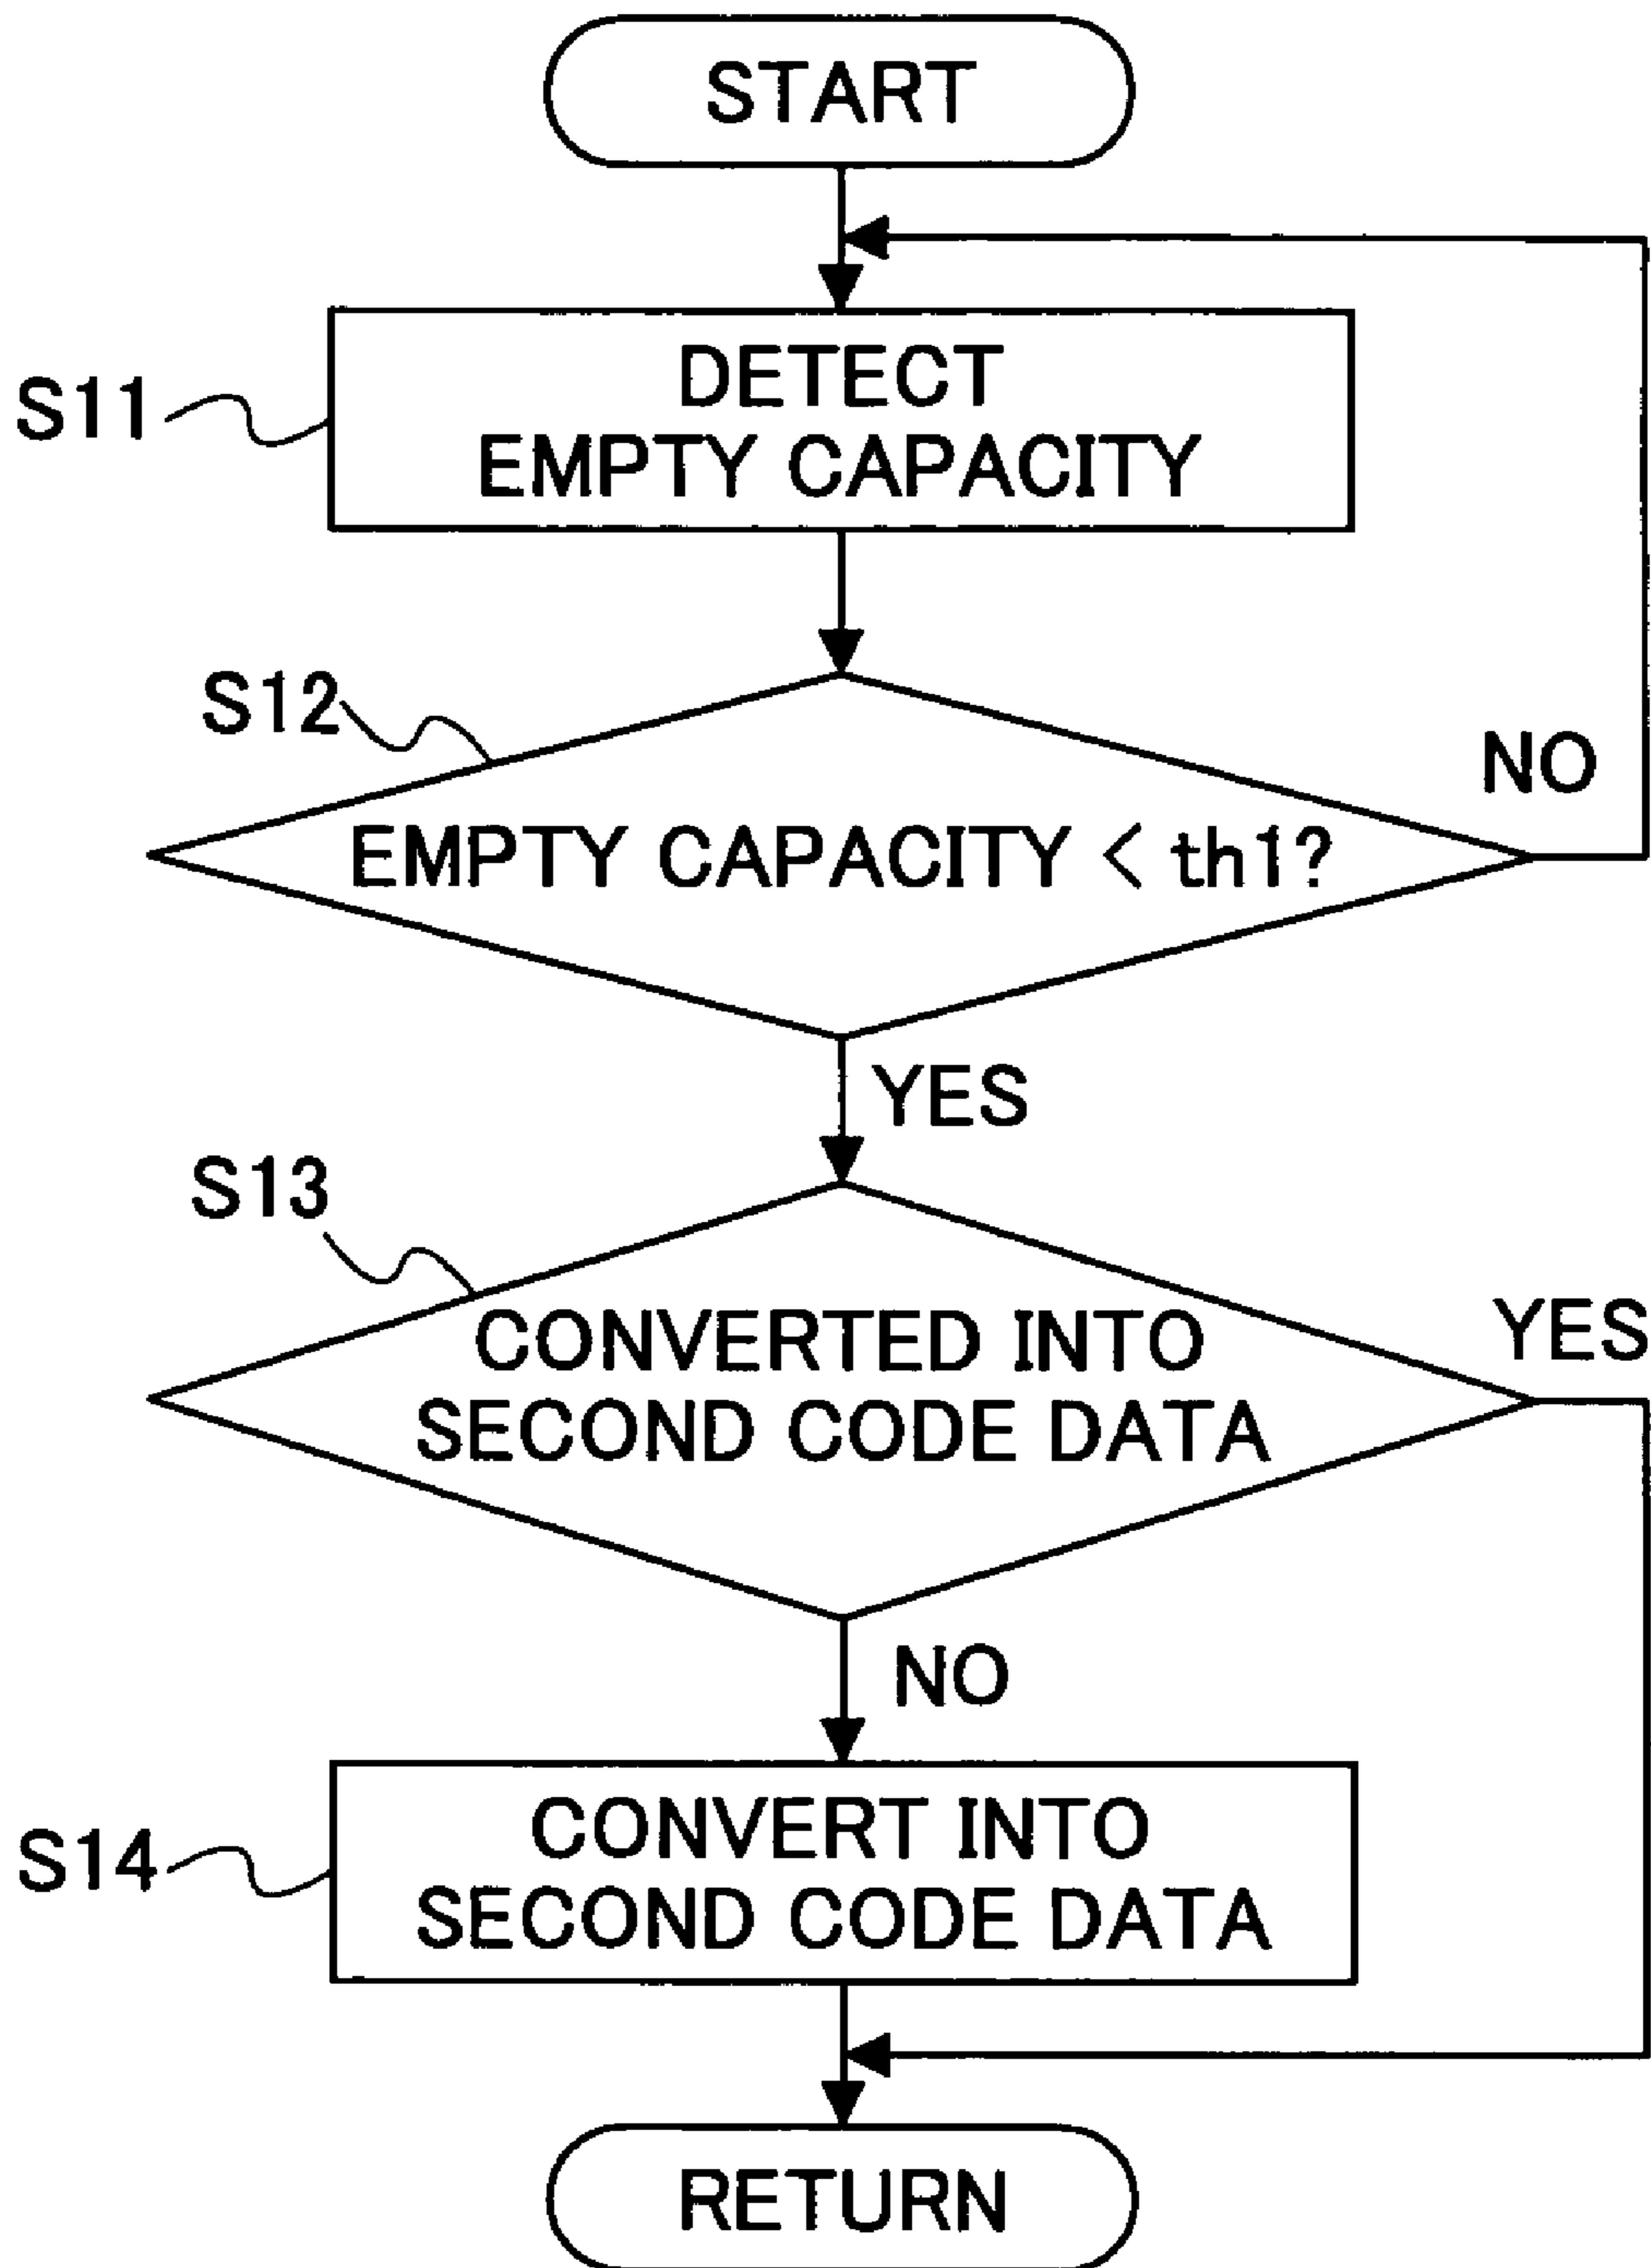 START
S11
DETECT
EMPTY CAPACITY
S12
NO
EMPTY CAPACITY < th1?
YES
S13
CONVERTED INTO
SECOND CODE DATA
YES
NO
S14
CONVERT INTO
SECOND CODE DATA
RETURN